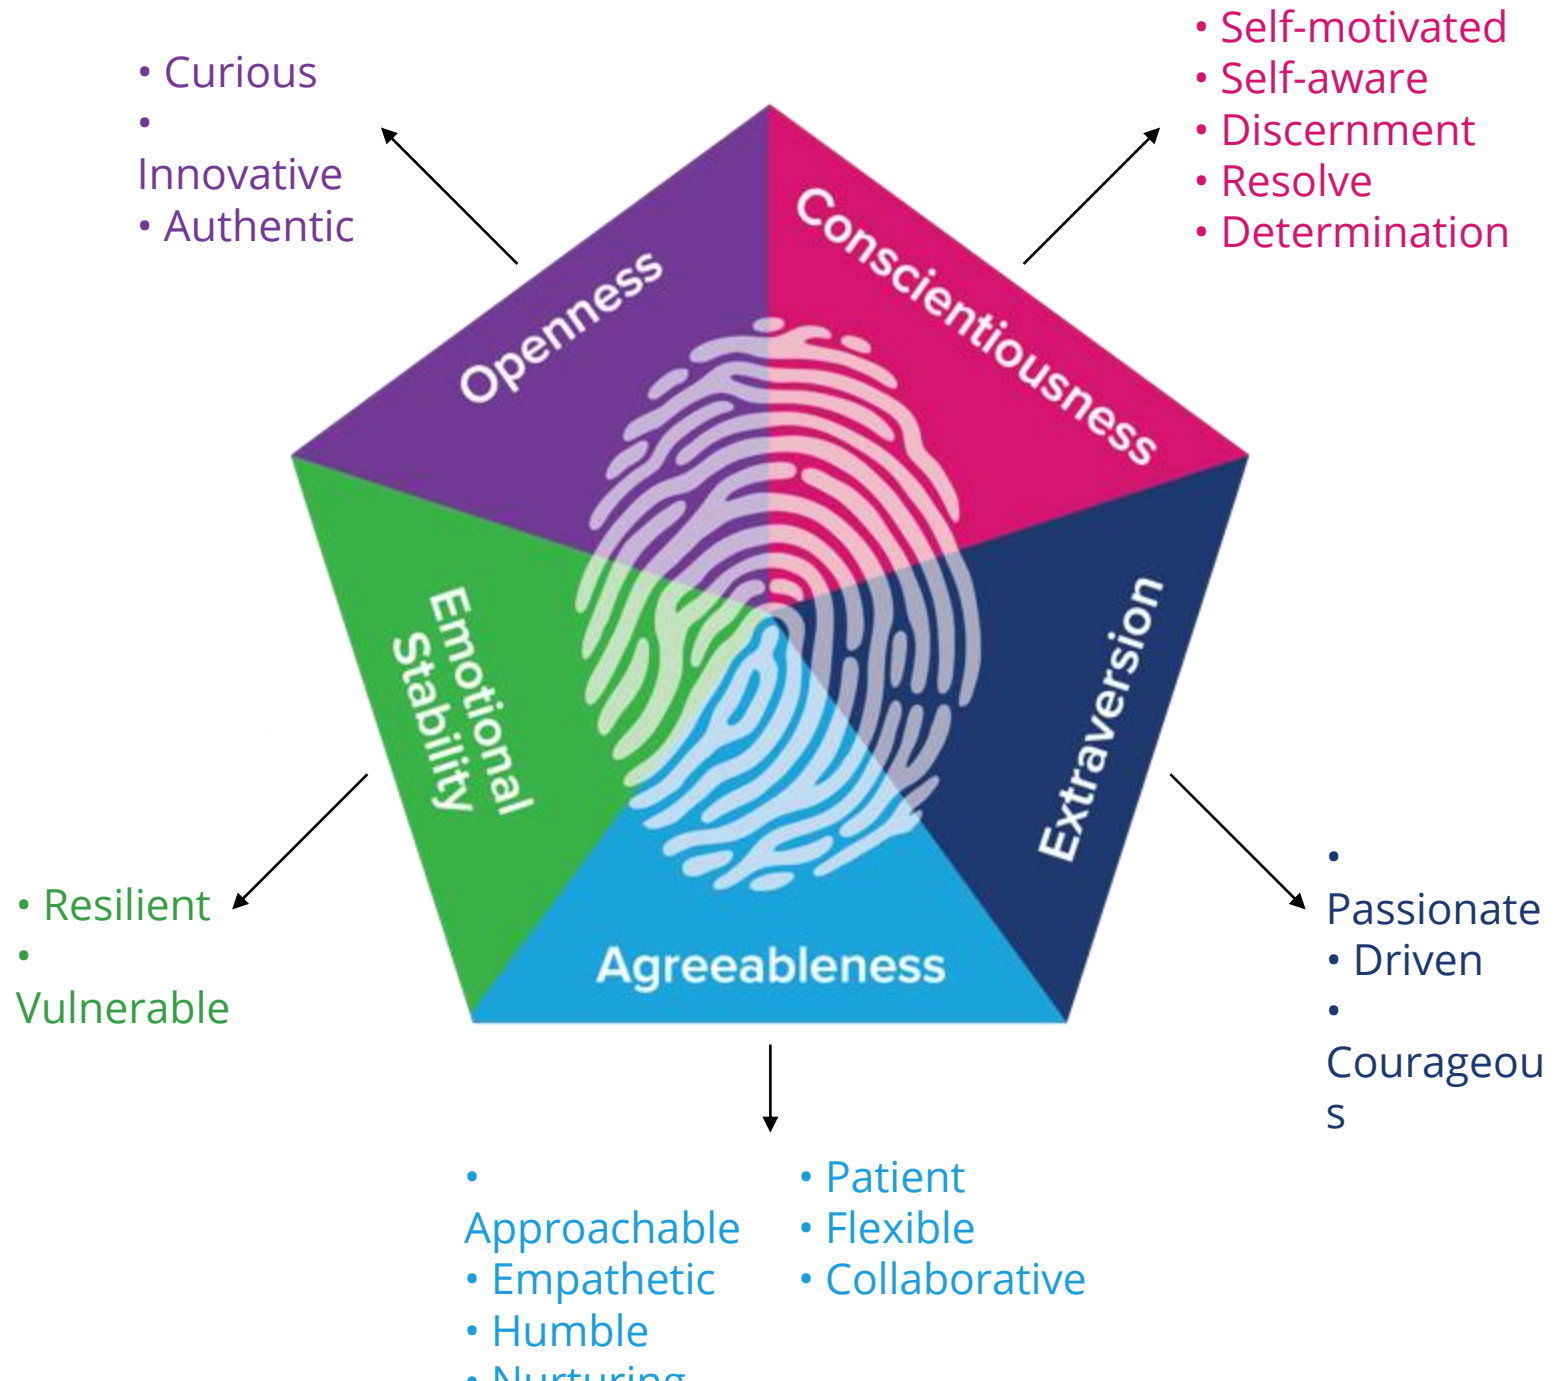 • Curious
•
Innovative
• Authentic
• Self-motivated
• Self-aware
• Discernment
• Resolve
• Determination
Openness
Conscientiousness
Emotional
Stability
Extraversion
Agreeableness
• Resilient
•
Vulnerable
•
Passionate
• Driven
•
Courageou
s
•
Approachable
• Empathetic
• Humble
• Nurturing
• Patient
• Flexible
• Collaborative